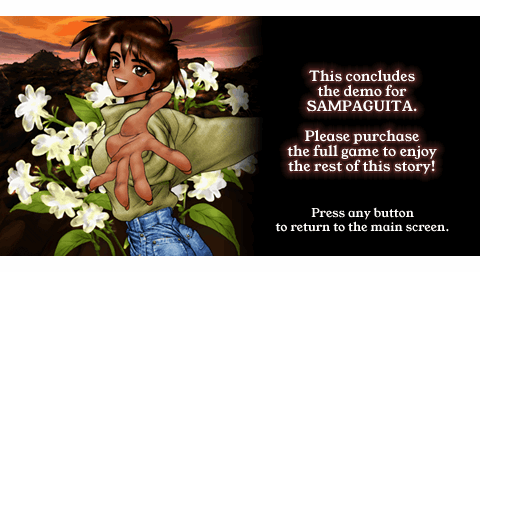 This concludes
the demo for
SAMPAGUITA.
Please purchase
the full game to enjoy
the rest of this story!
Press any button
to return to the main screen.